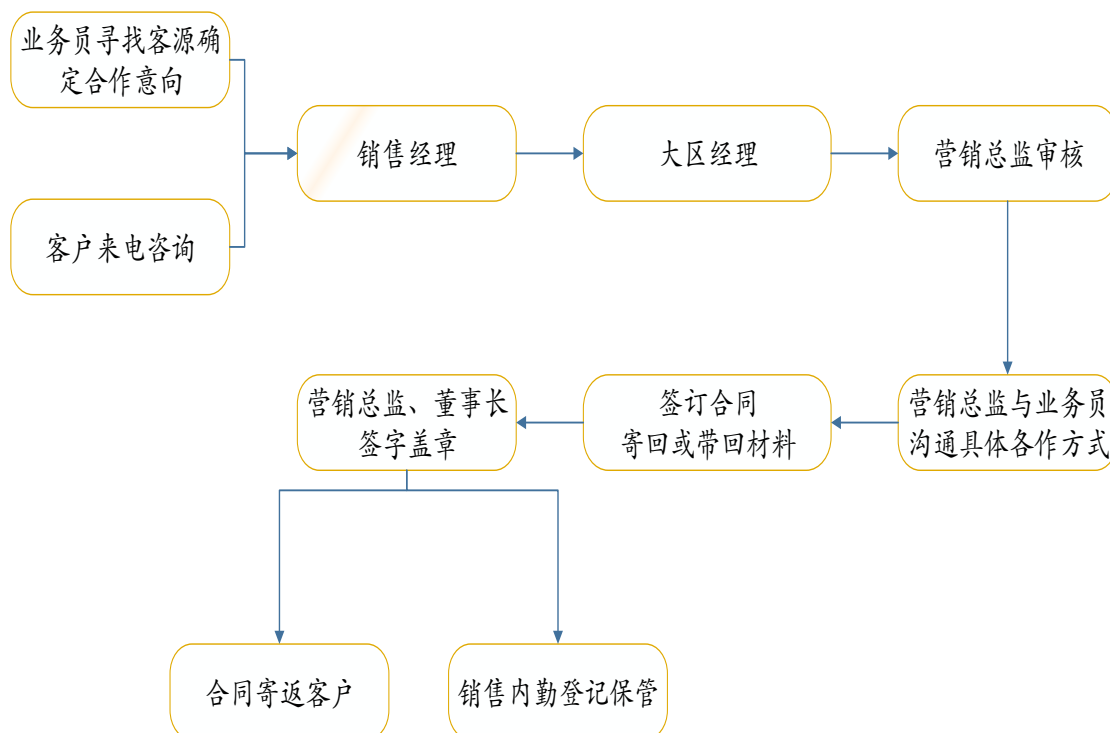 业务员寻找客源确
定合作意向
客户来电咨询
销售经理
大区经理
营销总监审核
营销总监与业务员
沟通具体各作方式
签订合同
寄回或带回材料
营销总监、董事长
签字盖章
合同寄返客户
销售内勤登记保管